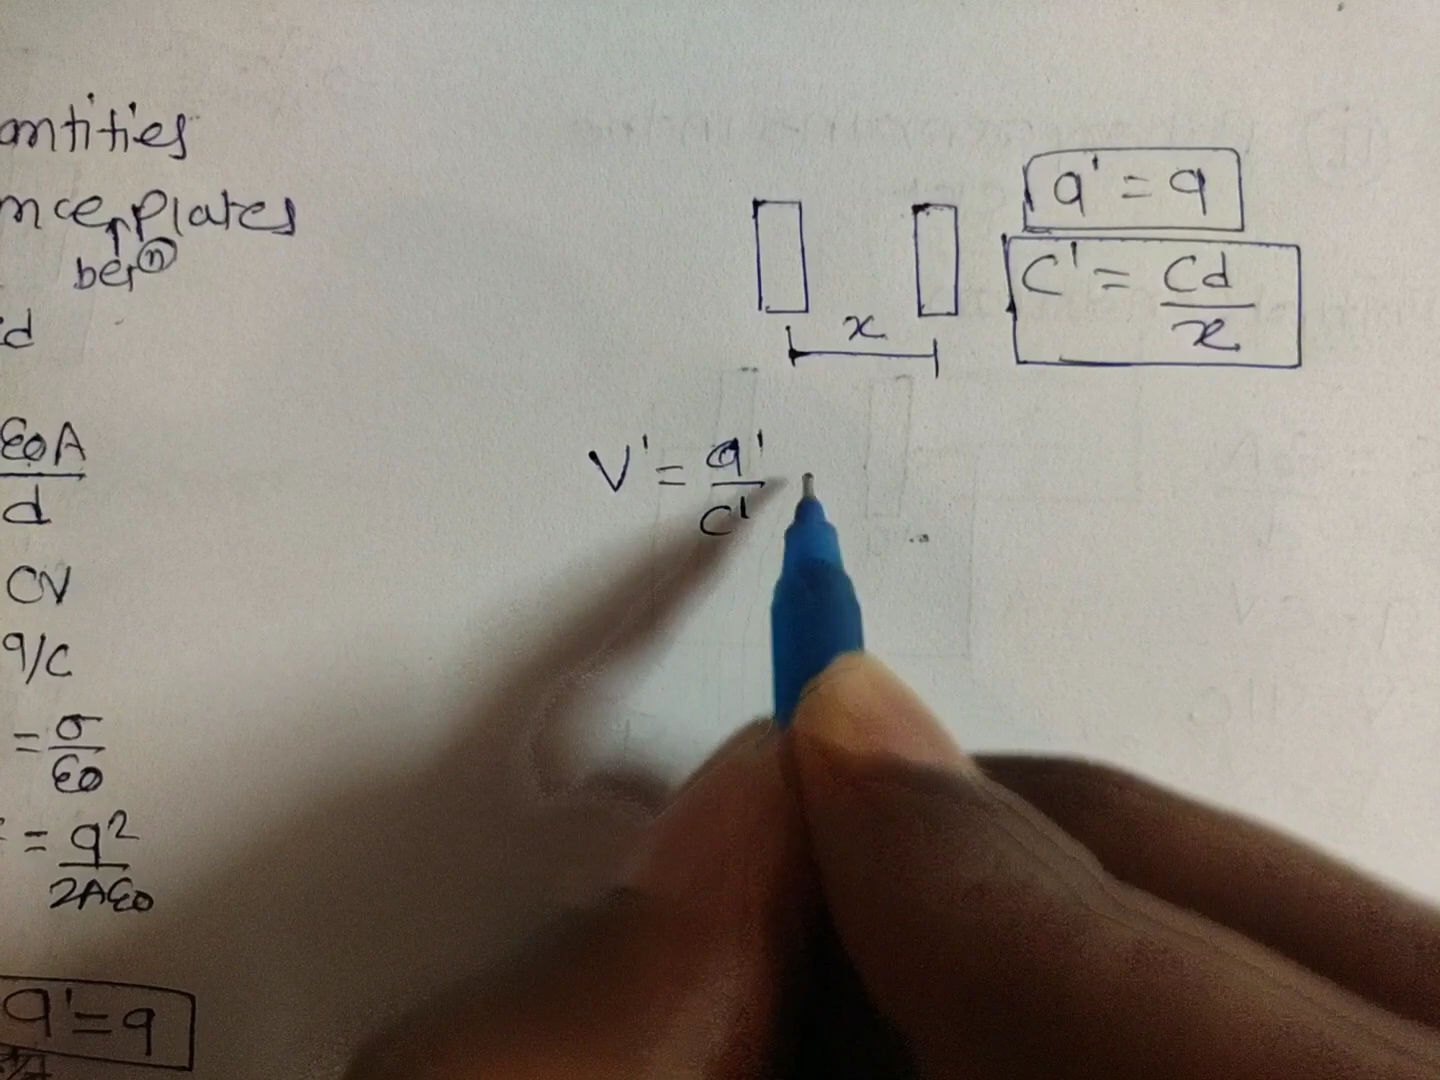 antities
nce, Plates
ber(n)
d
ε0A/d
CV
q/c
= σ/ε0
= q²/2Aε0
q' = q
q' = q
C' = Cd/x
x
V' = q'/C'